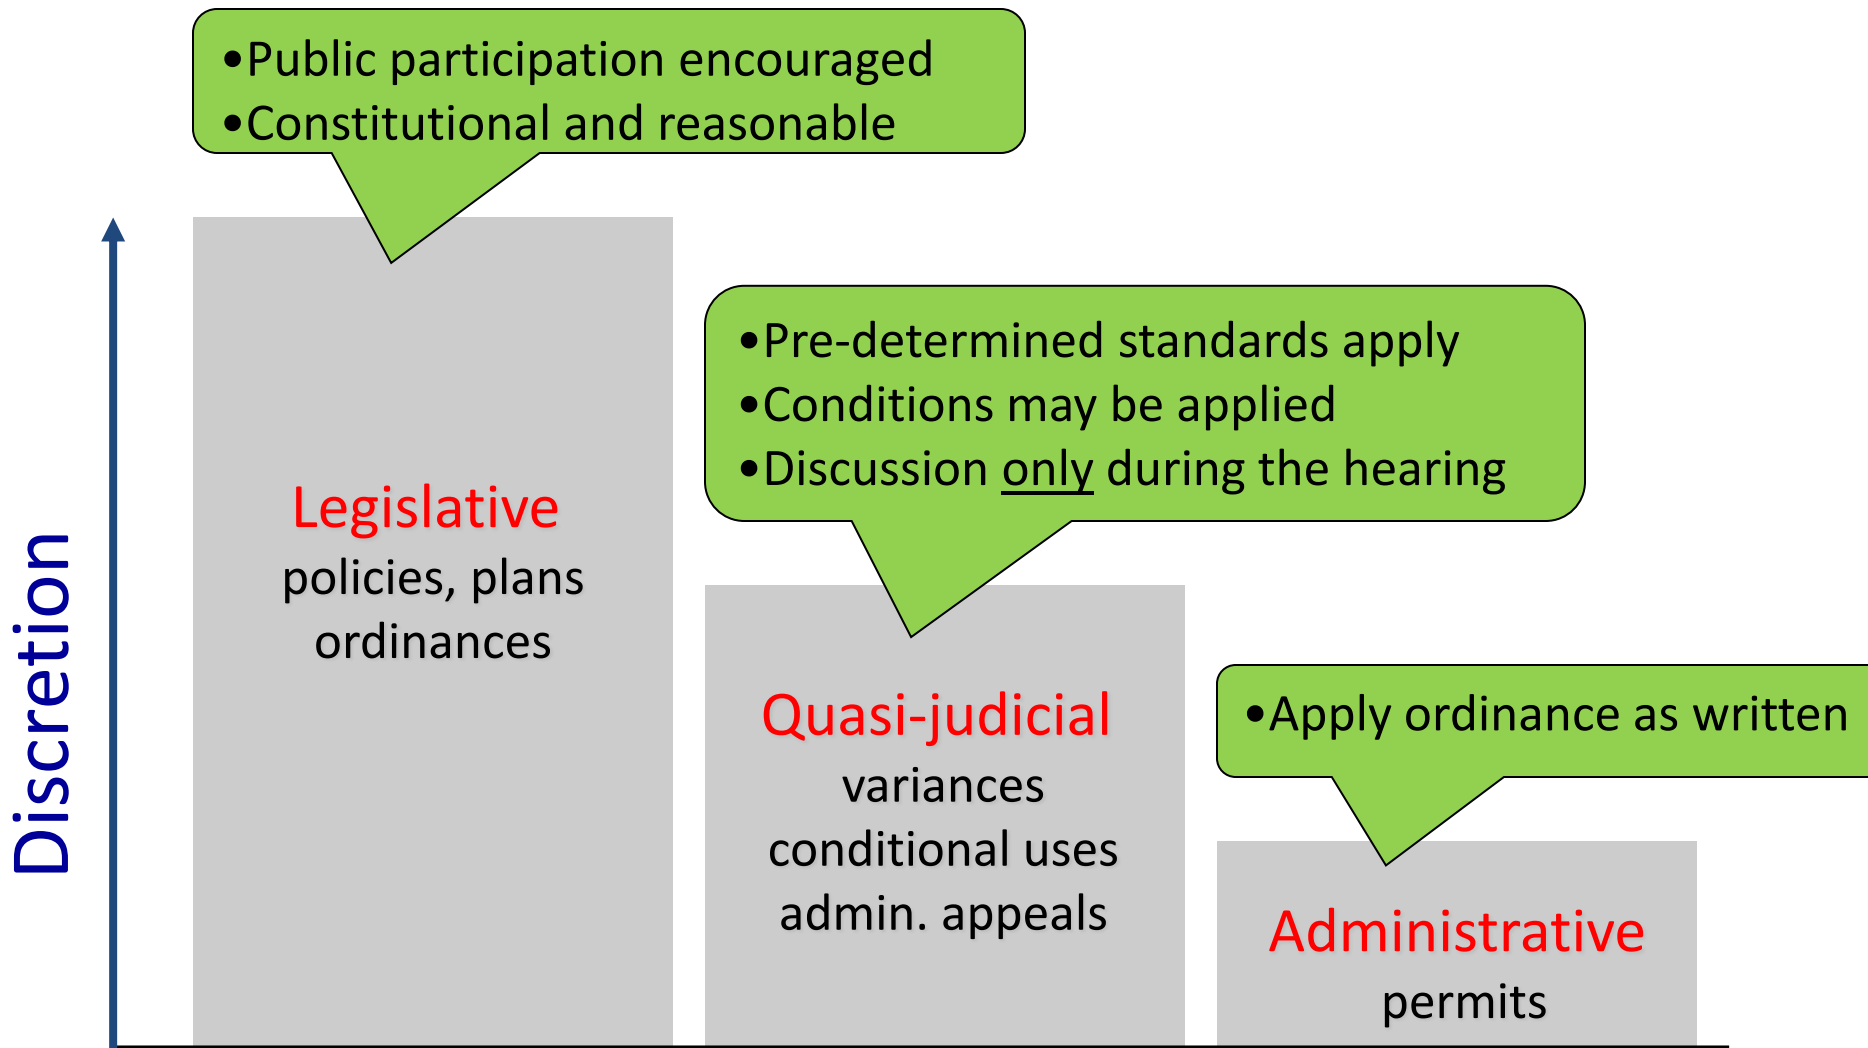 •Public participation encouraged
•Constitutional and reasonable
•Pre-determined standards apply
•Conditions may be applied
•Discussion only during the hearing
Legislative
policies, plans
ordinances
Discretion
Quasi-judicial
variances
conditional uses
admin. appeals
•Apply ordinance as written
Administrative
permits